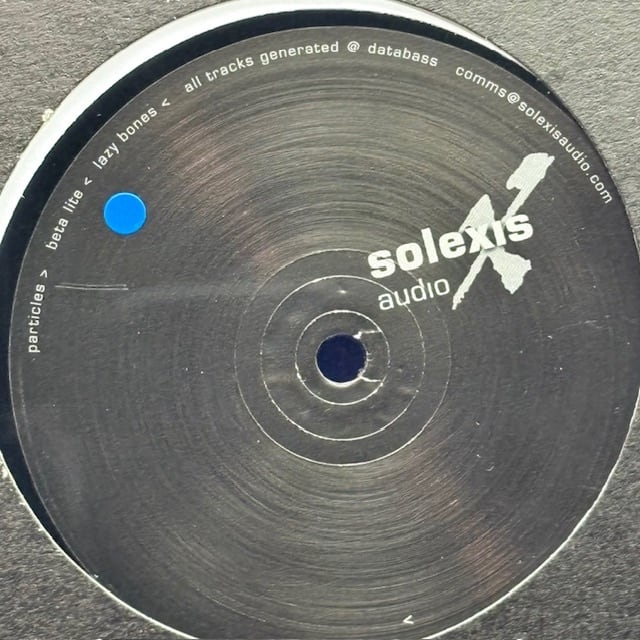 particles > beta lite < lazy bones < all tracks generated @ databass comms@solexisaudio.com
solexis
audio
X
<